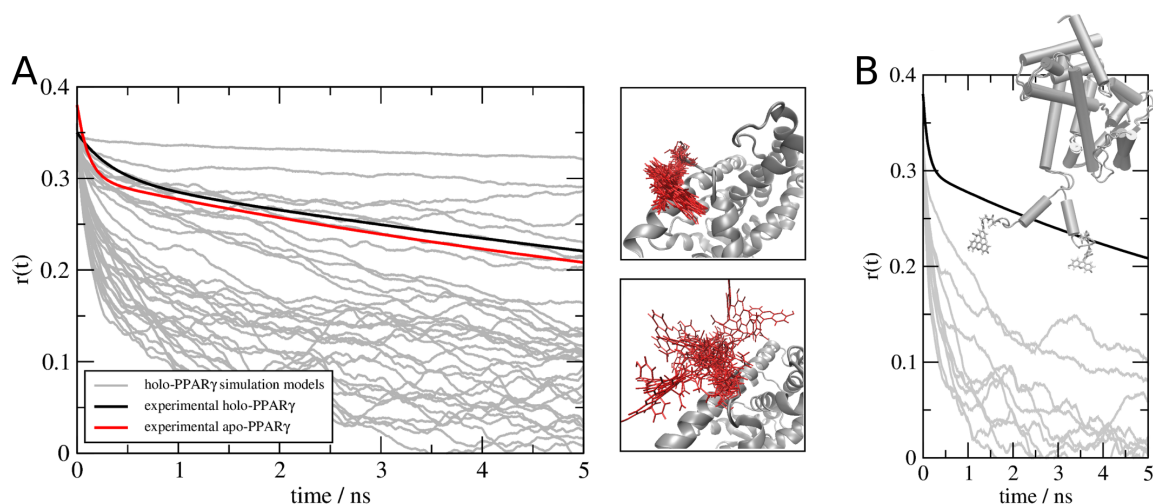 A
r(t)
0.4
0.3
0.2
0.1
0
holo-PPARγ simulation models
experimental holo-PPARγ
experimental apo-PPARγ
0 1 2 3 4 5
time / ns
B
r(t)
0.4
0.3
0.2
0.1
0
0 1 2 3 4 5
time / ns